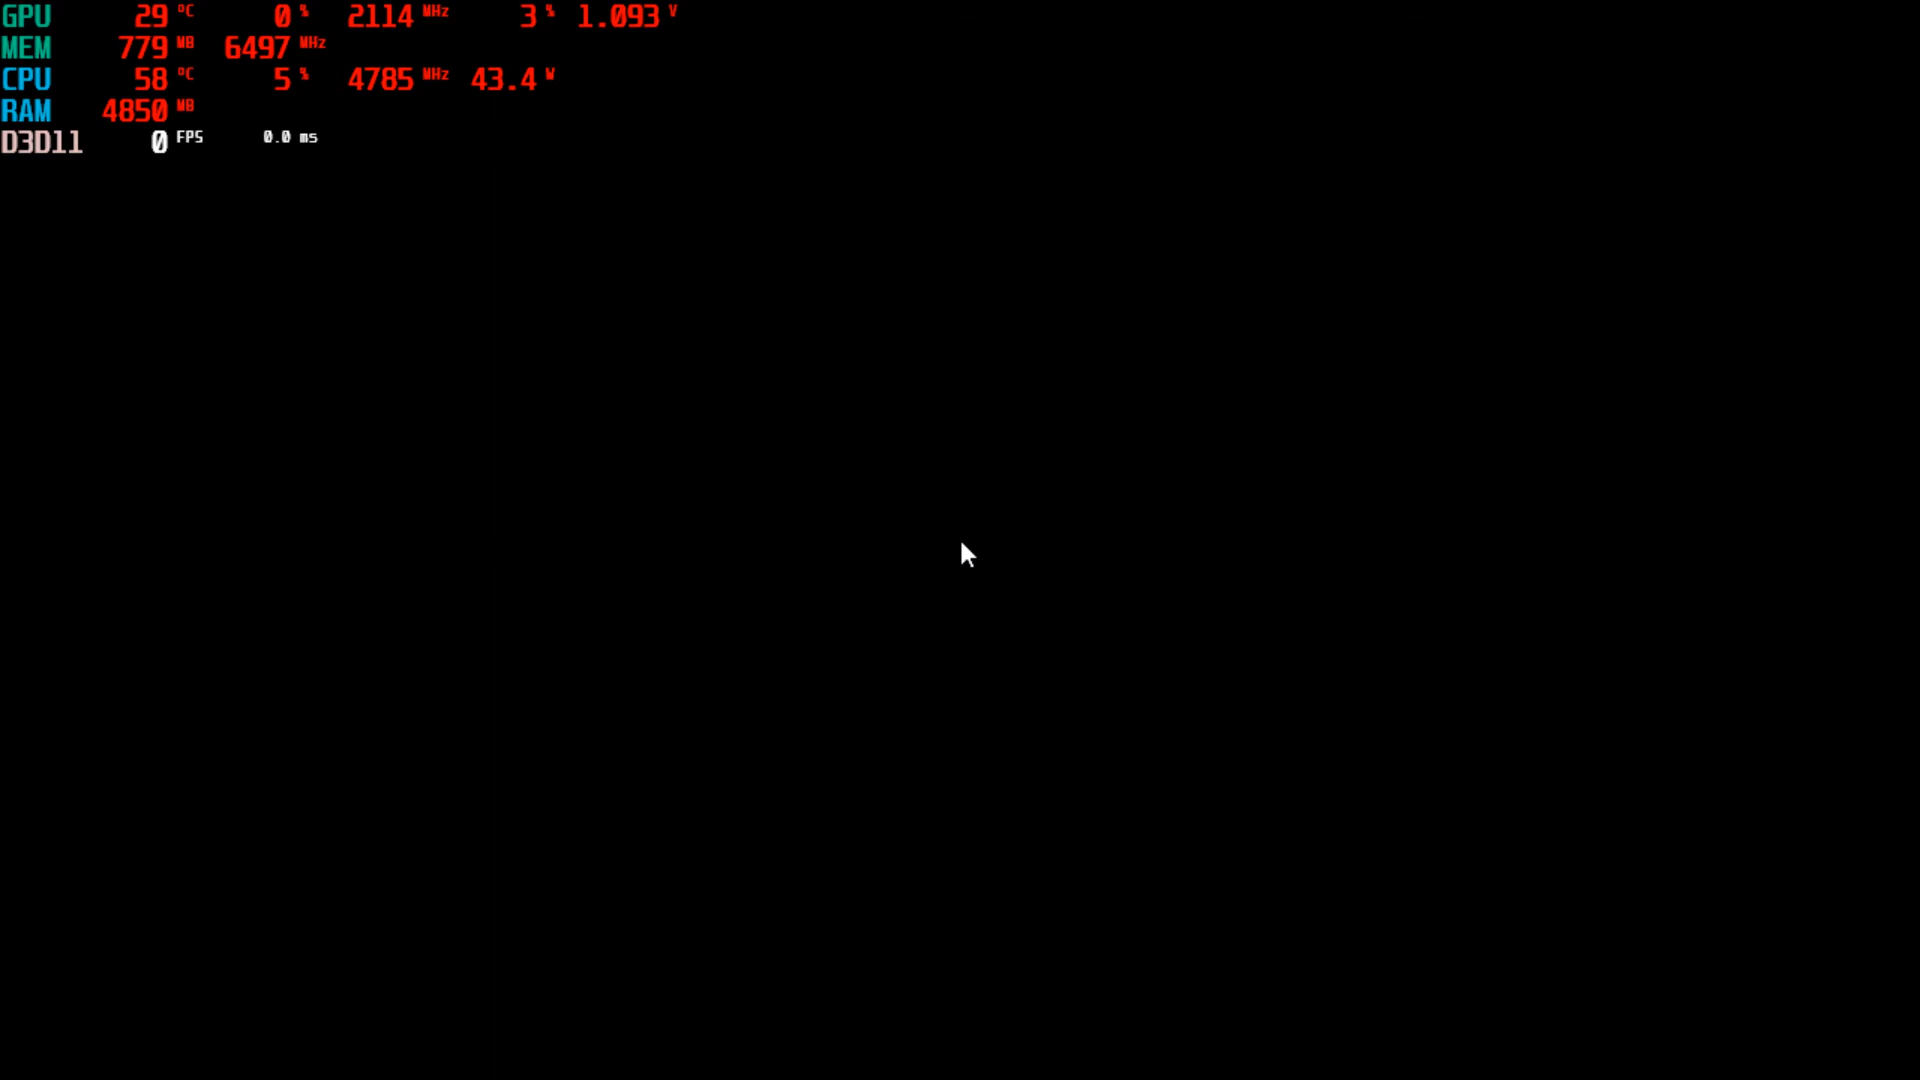 GPU 29 °C 0 % 2114 MHz 3 % 1.093 V
MEM 779 MB 6497 MHz
CPU 58 °C 5 % 4785 MHz 43.4 W
RAM 4850 MB
D3D11 0 FPS 0.0 ms